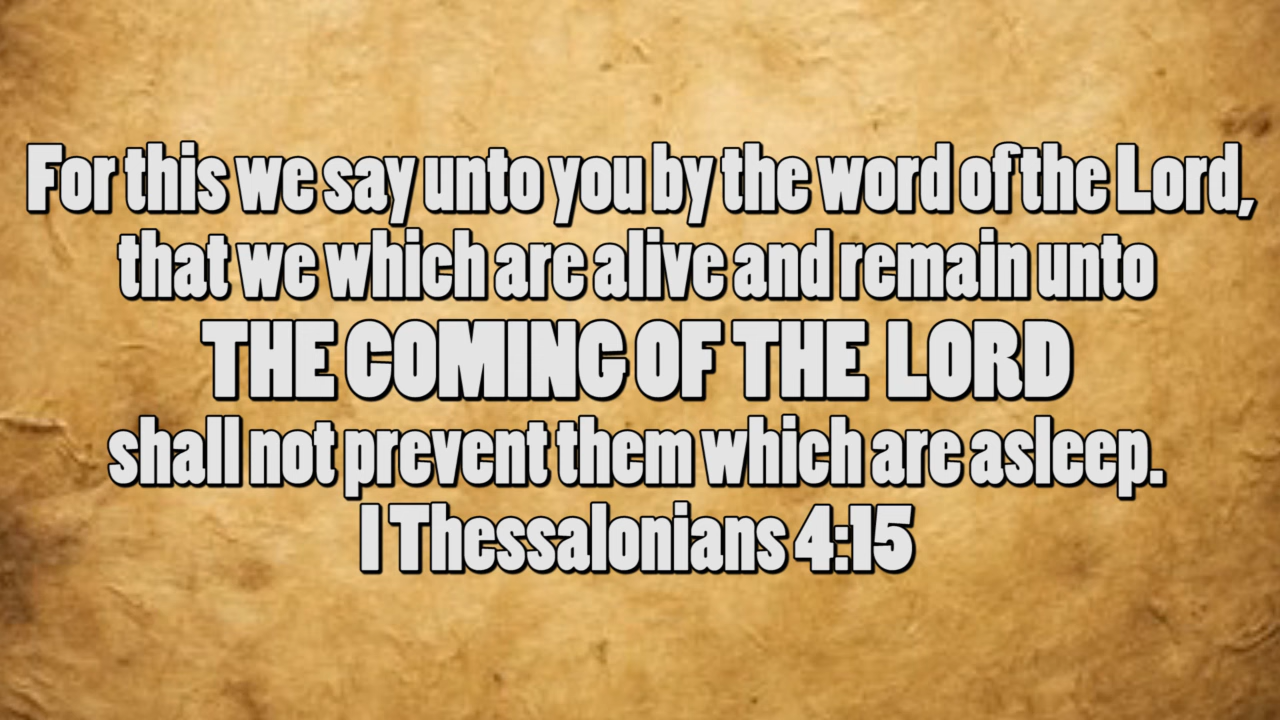 For this we say unto you by the word of the Lord,
that we which are alive and remain unto
THE COMING OF THE LORD
shall not prevent them which are asleep.
I Thessalonians 4:15